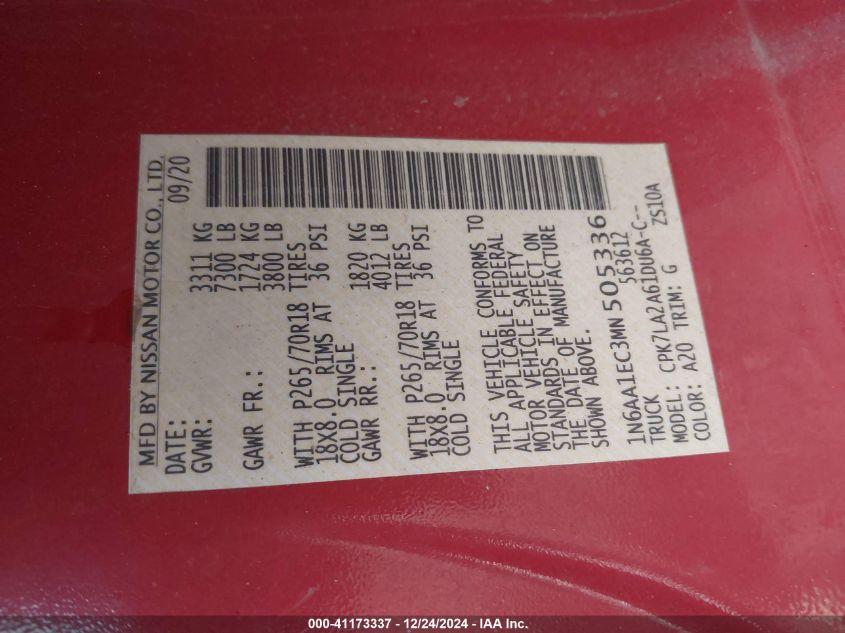 MFD BY NISSAN MOTOR CO., LTD.
DATE: 09/20
GVWR: 3311 KG
7300 LB
GAWR FR.: 1724 KG
3800 LB
WITH P265/70R18 TIRES
18X8.0 RIMS AT 36 PSI
COLD SINGLE
GAWR RR.: 1820 KG
4012 LB
WITH P265/70R18 TIRES
18X8.0 RIMS AT 36 PSI
COLD SINGLE
THIS VEHICLE CONFORMS TO
ALL APPLICABLE FEDERAL
MOTOR VEHICLE SAFETY
STANDARDS IN EFFECT ON
THE DATE OF MANUFACTURE
SHOWN ABOVE.
1N6AA1EC3MN505336
TRUCK 563612
MODEL: CPK7LA2A61DU6A-C--
COLOR: A20 TRIM: G ZS10A
000-41173337 - 12/24/2024 - IAA Inc.